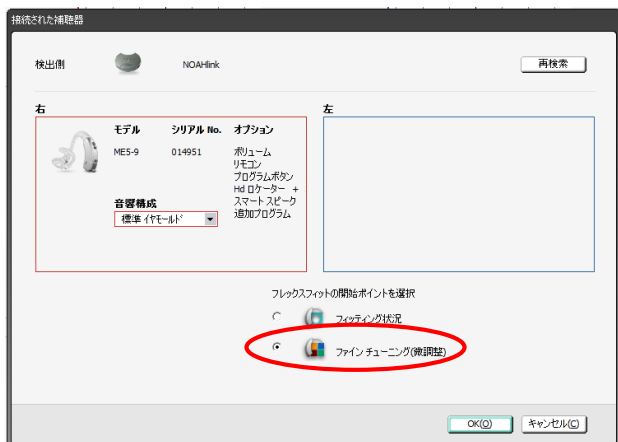 接続された補聴器
検出側 NOAHlink 再検索
右 左
モデル シリアル No. オプション
ME5-9 014951 ボリューム
リモコン
プログラムボタン
Hd ロケーター +
スマート スピーク
追加プログラム
音響構成
標準 イヤモールド
フレックスフィットの開始ポイントを選択
フィッティング状況
ファイン チューニング(微調整)
OK(O) キャンセル(C)